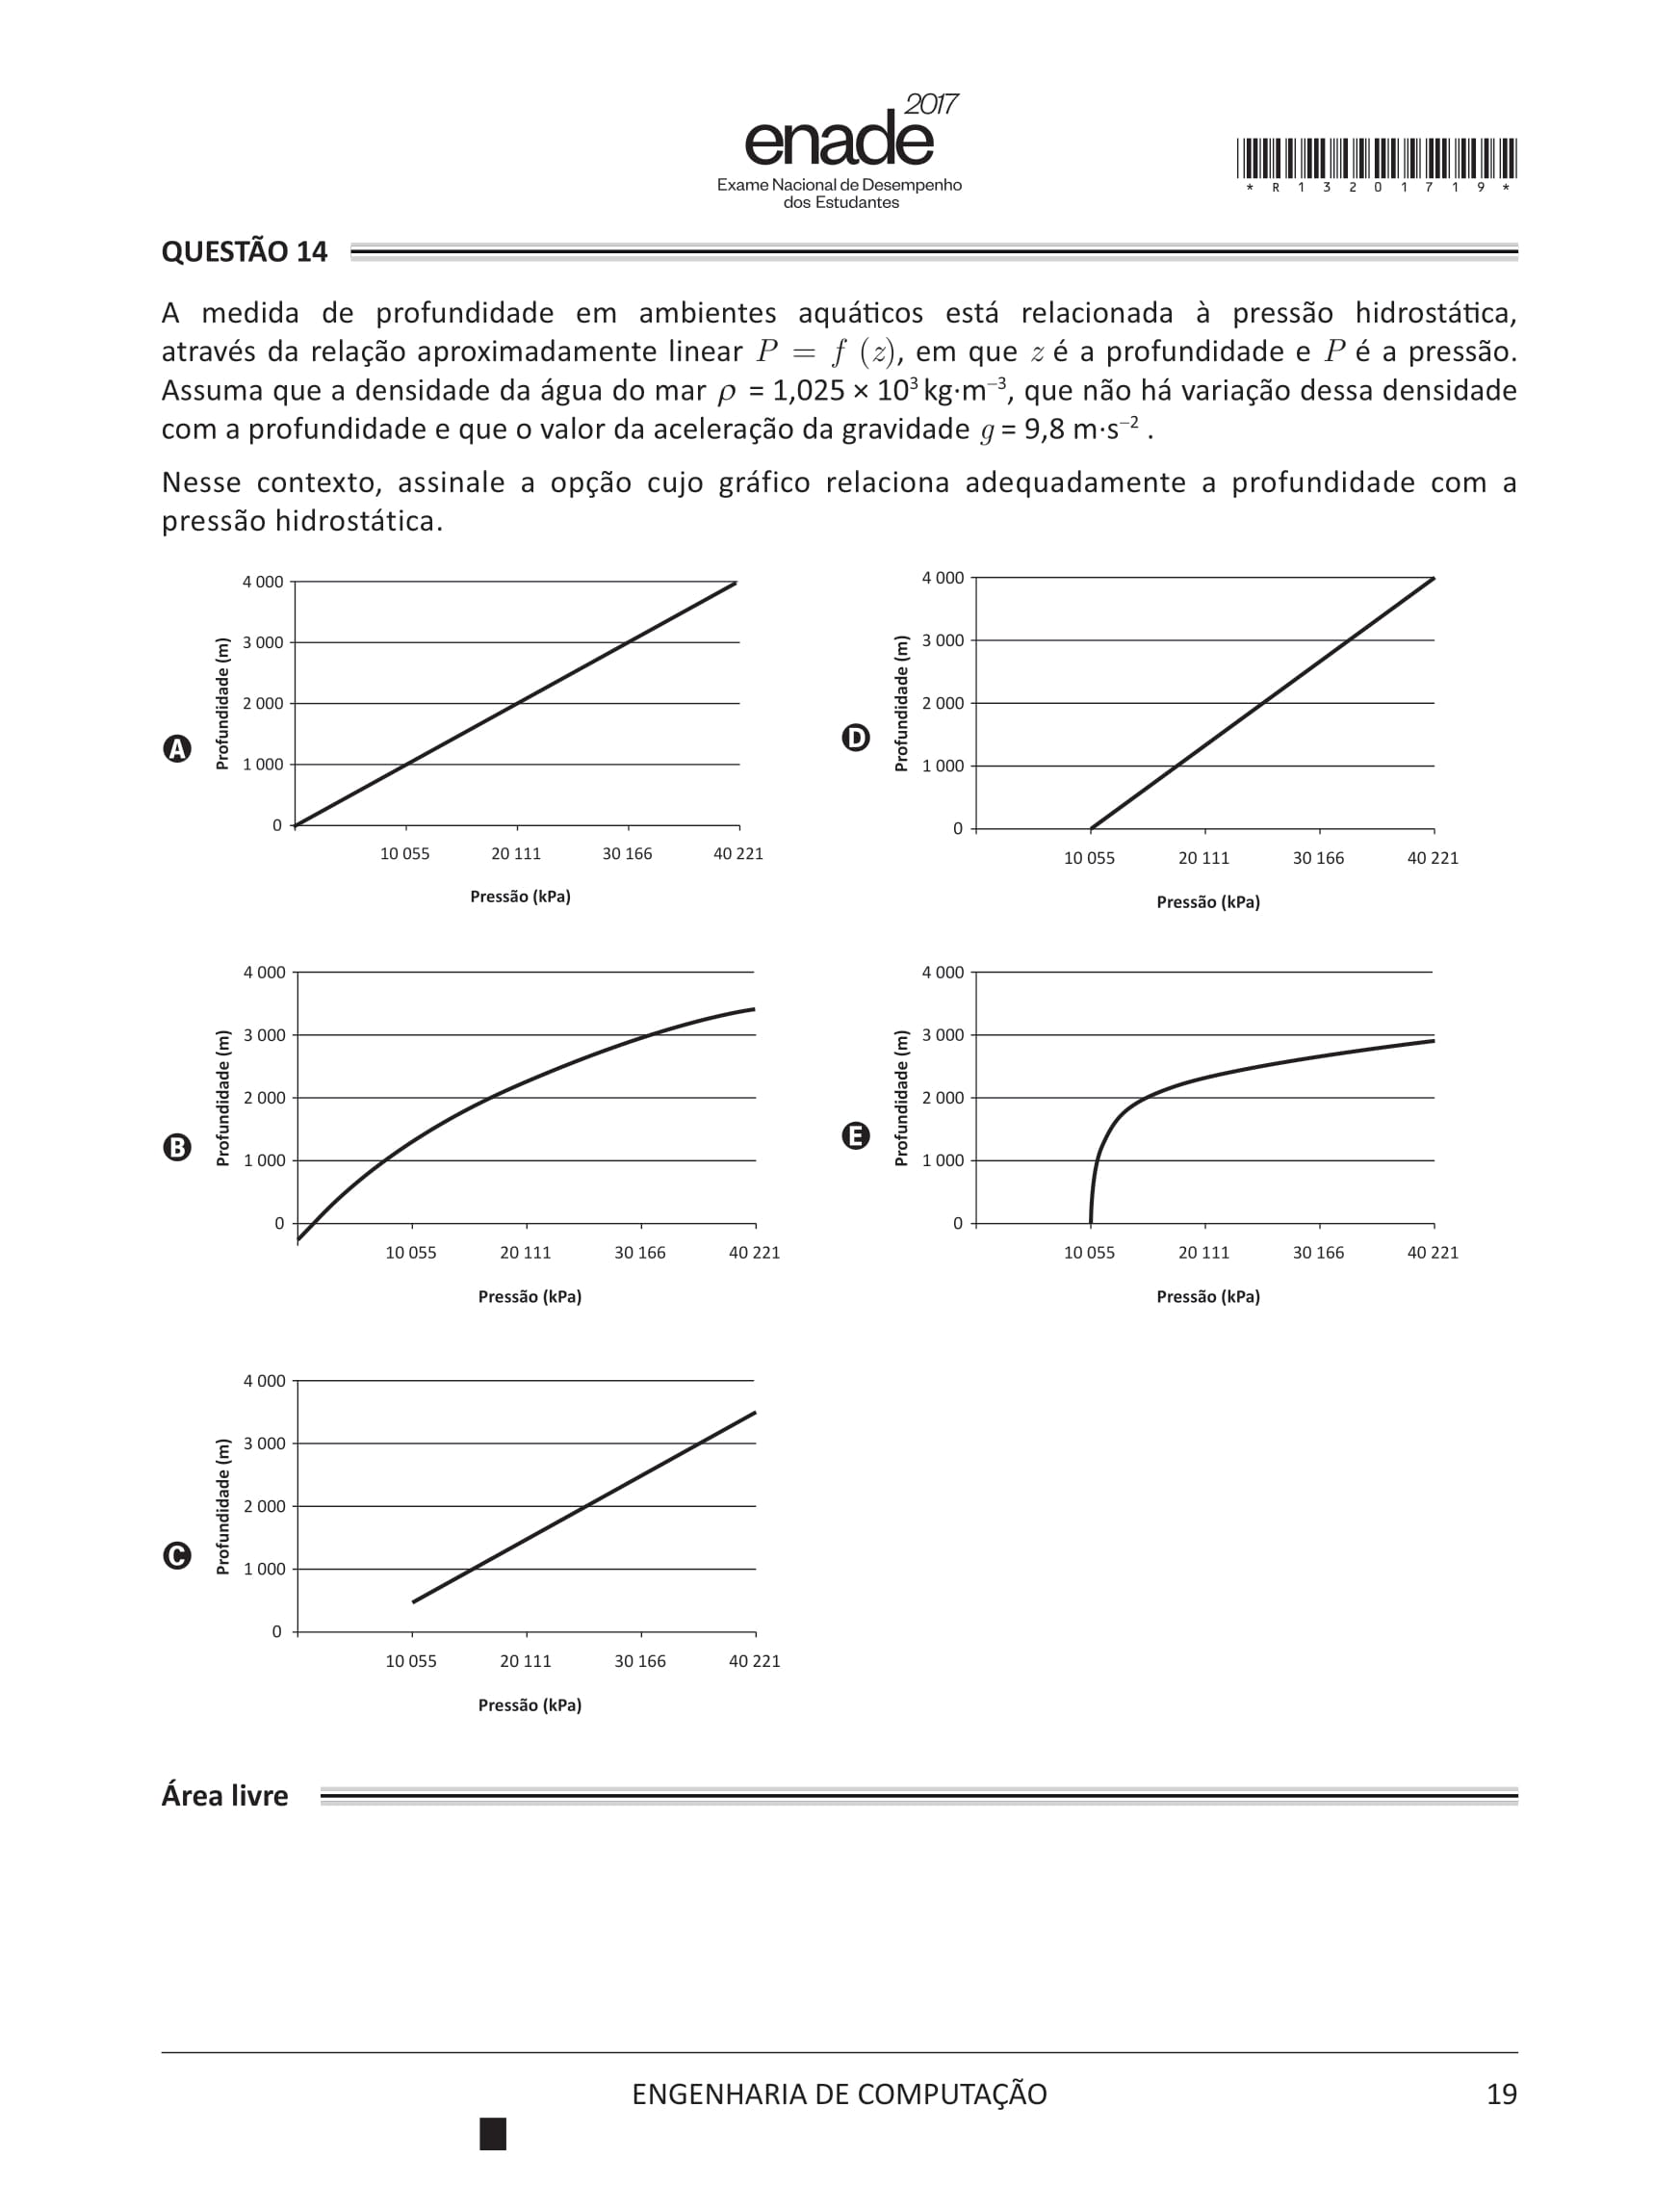 2017
enade
Exame Nacional de Desempenho
dos Estudantes
* R 1 3 2 0 1 7 1 9 *
QUESTÃO 14
A medida de profundidade em ambientes aquáticos está relacionada à pressão hidrostática,
através da relação aproximadamente linear P = f (z), em que z é a profundidade e P é a pressão.
Assuma que a densidade da água do mar ρ = 1,025 × 10³ kg·m⁻³, que não há variação dessa densidade
com a profundidade e que o valor da aceleração da gravidade g = 9,8 m·s⁻² .
Nesse contexto, assinale a opção cujo gráfico relaciona adequadamente a profundidade com a
pressão hidrostática.
A
Profundidade (m)
4 000
3 000
2 000
1 000
0
10 055 20 111 30 166 40 221
Pressão (kPa)
D
Profundidade (m)
4 000
3 000
2 000
1 000
0
10 055 20 111 30 166 40 221
Pressão (kPa)
B
Profundidade (m)
4 000
3 000
2 000
1 000
0
10 055 20 111 30 166 40 221
Pressão (kPa)
E
Profundidade (m)
4 000
3 000
2 000
1 000
0
10 055 20 111 30 166 40 221
Pressão (kPa)
C
Profundidade (m)
4 000
3 000
2 000
1 000
0
10 055 20 111 30 166 40 221
Pressão (kPa)
Área livre
ENGENHARIA DE COMPUTAÇÃO
19